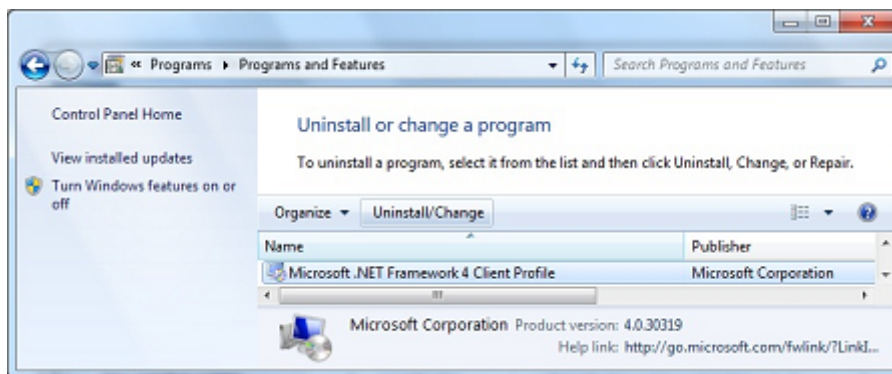 « Programs ▸ Programs and Features
Search Programs and Features
Control Panel Home
View installed updates
Turn Windows features on or
off
Uninstall or change a program
To uninstall a program, select it from the list and then click Uninstall, Change, or Repair.
Organize Uninstall/Change
Name Publisher
Microsoft .NET Framework 4 Client Profile Microsoft Corporation
Microsoft Corporation Product version: 4.0.30319
Help link: http://go.microsoft.com/fwlink/?LinkI...